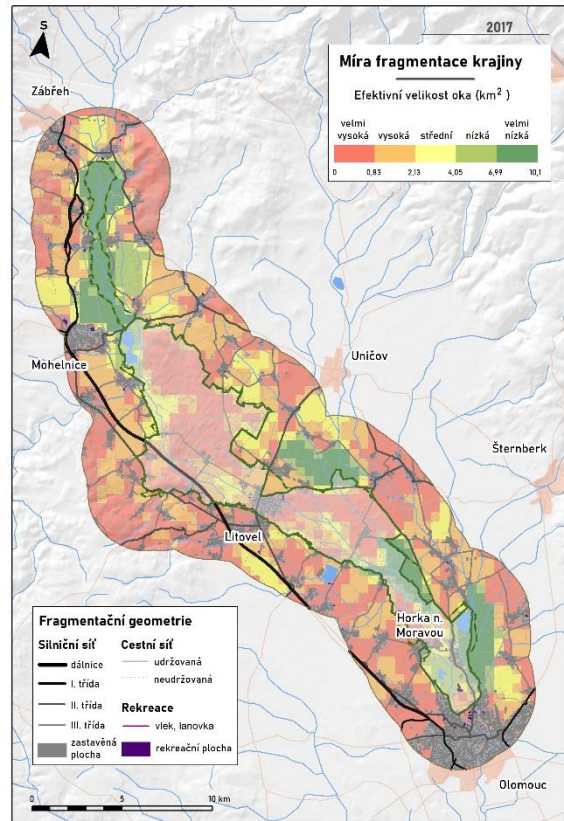 2017
S
Míra fragmentace krajiny
Efektivní velikost oka (km²)
velmi vysoká
vysoká
střední
nízká
velmi nízká
0
0,83
2,13
4,05
6,99
10,1
Zábřeh
Mohelnice
Uničov
Šternberk
Litovel
Horka n.
Moravou
Olomouc
Fragmentační geometrie
Silniční síť
dálnice
I. třída
II. třída
III. třída
zastavěná
plocha
Cestní síť
udržovaná
neudržovaná
Rekreace
vlek, lanovka
rekreační plocha
0 5 10 km